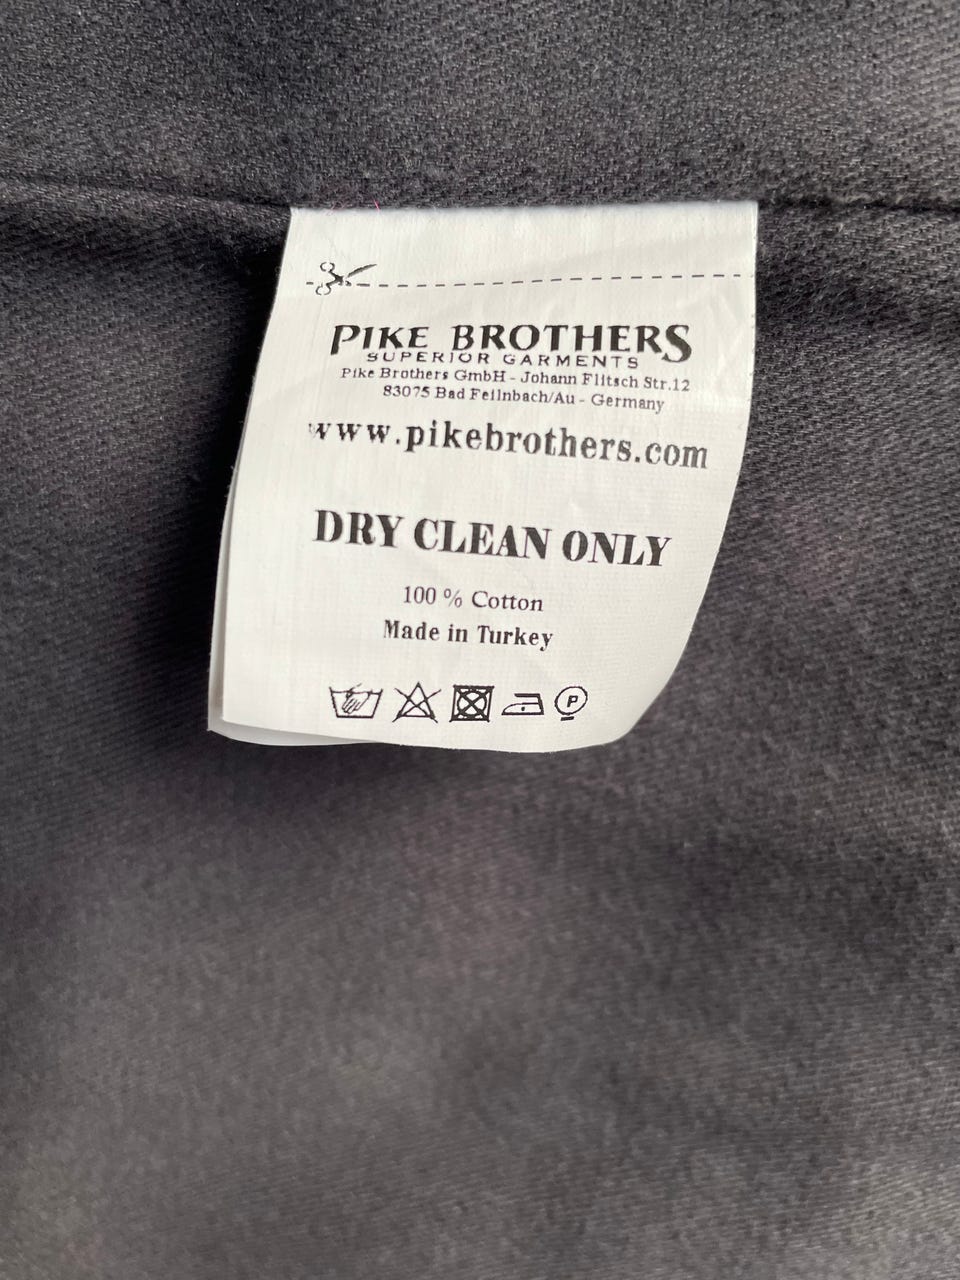 PIKE BROTHERS
SUPERIOR GARMENTS
Pike Brothers GmbH - Johann Flitsch Str.12
83075 Bad Feilnbach/Au - Germany
www.pikebrothers.com
DRY CLEAN ONLY
100 % Cotton
Made in Turkey
P